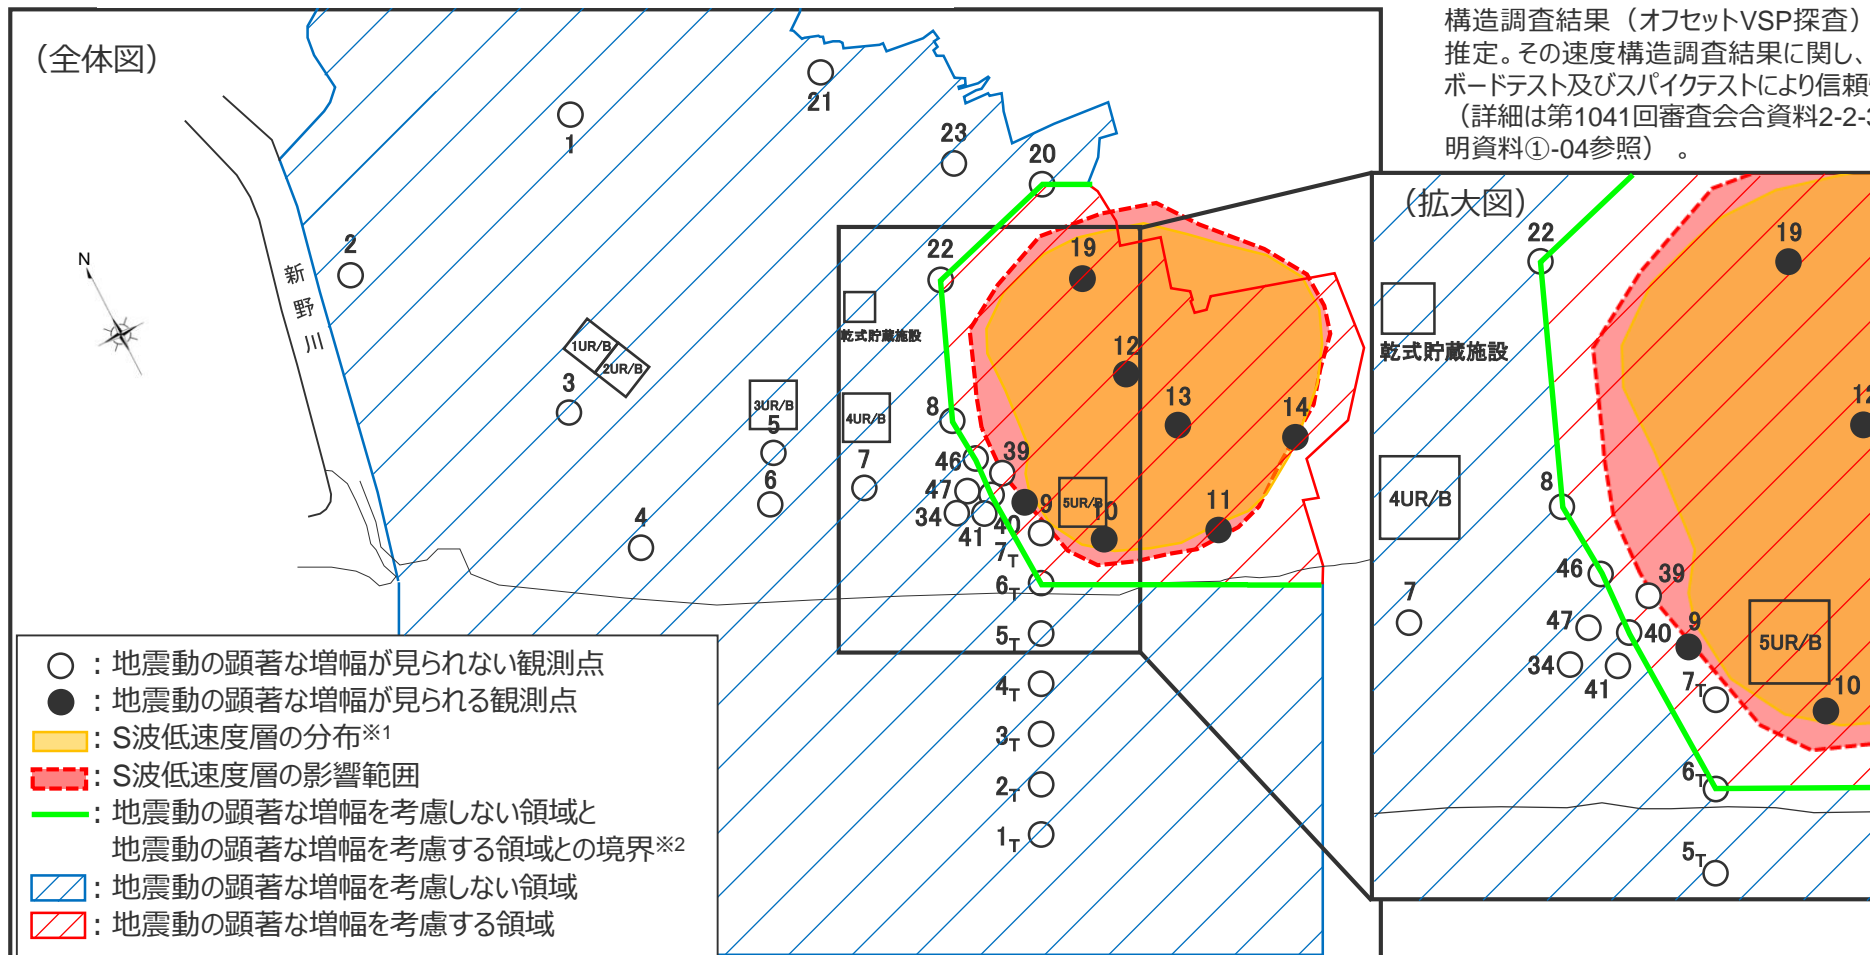 構造調査結果（オフセットVSP探査）
推定。その速度構造調査結果に関し、
ボードテスト及びスパイクテストにより信頼
（詳細は第1041回審査会合資料2-2-3
明資料①-04参照）。
（全体図）
21
1
23
20
2
N
新野川
22
19
乾式貯蔵施設
1UR/B
2UR/B
12
3
3UR/B
4UR/B
8
13
14
5
46
39
7
6
47
9
5UR/B
11
34
41
40
10
4
7T
6T
5T
4T
3T
2T
1T
（拡大図）
22
19
乾式貯蔵施設
12
4UR/B
8
46
39
7
47
40
9
5UR/B
34
41
7T
10
6T
5T
：地震動の顕著な増幅が見られない観測点
：地震動の顕著な増幅が見られる観測点
：S波低速度層の分布※1
：S波低速度層の影響範囲
：地震動の顕著な増幅を考慮しない領域と
地震動の顕著な増幅を考慮する領域との境界※2
：地震動の顕著な増幅を考慮しない領域
：地震動の顕著な増幅を考慮する領域